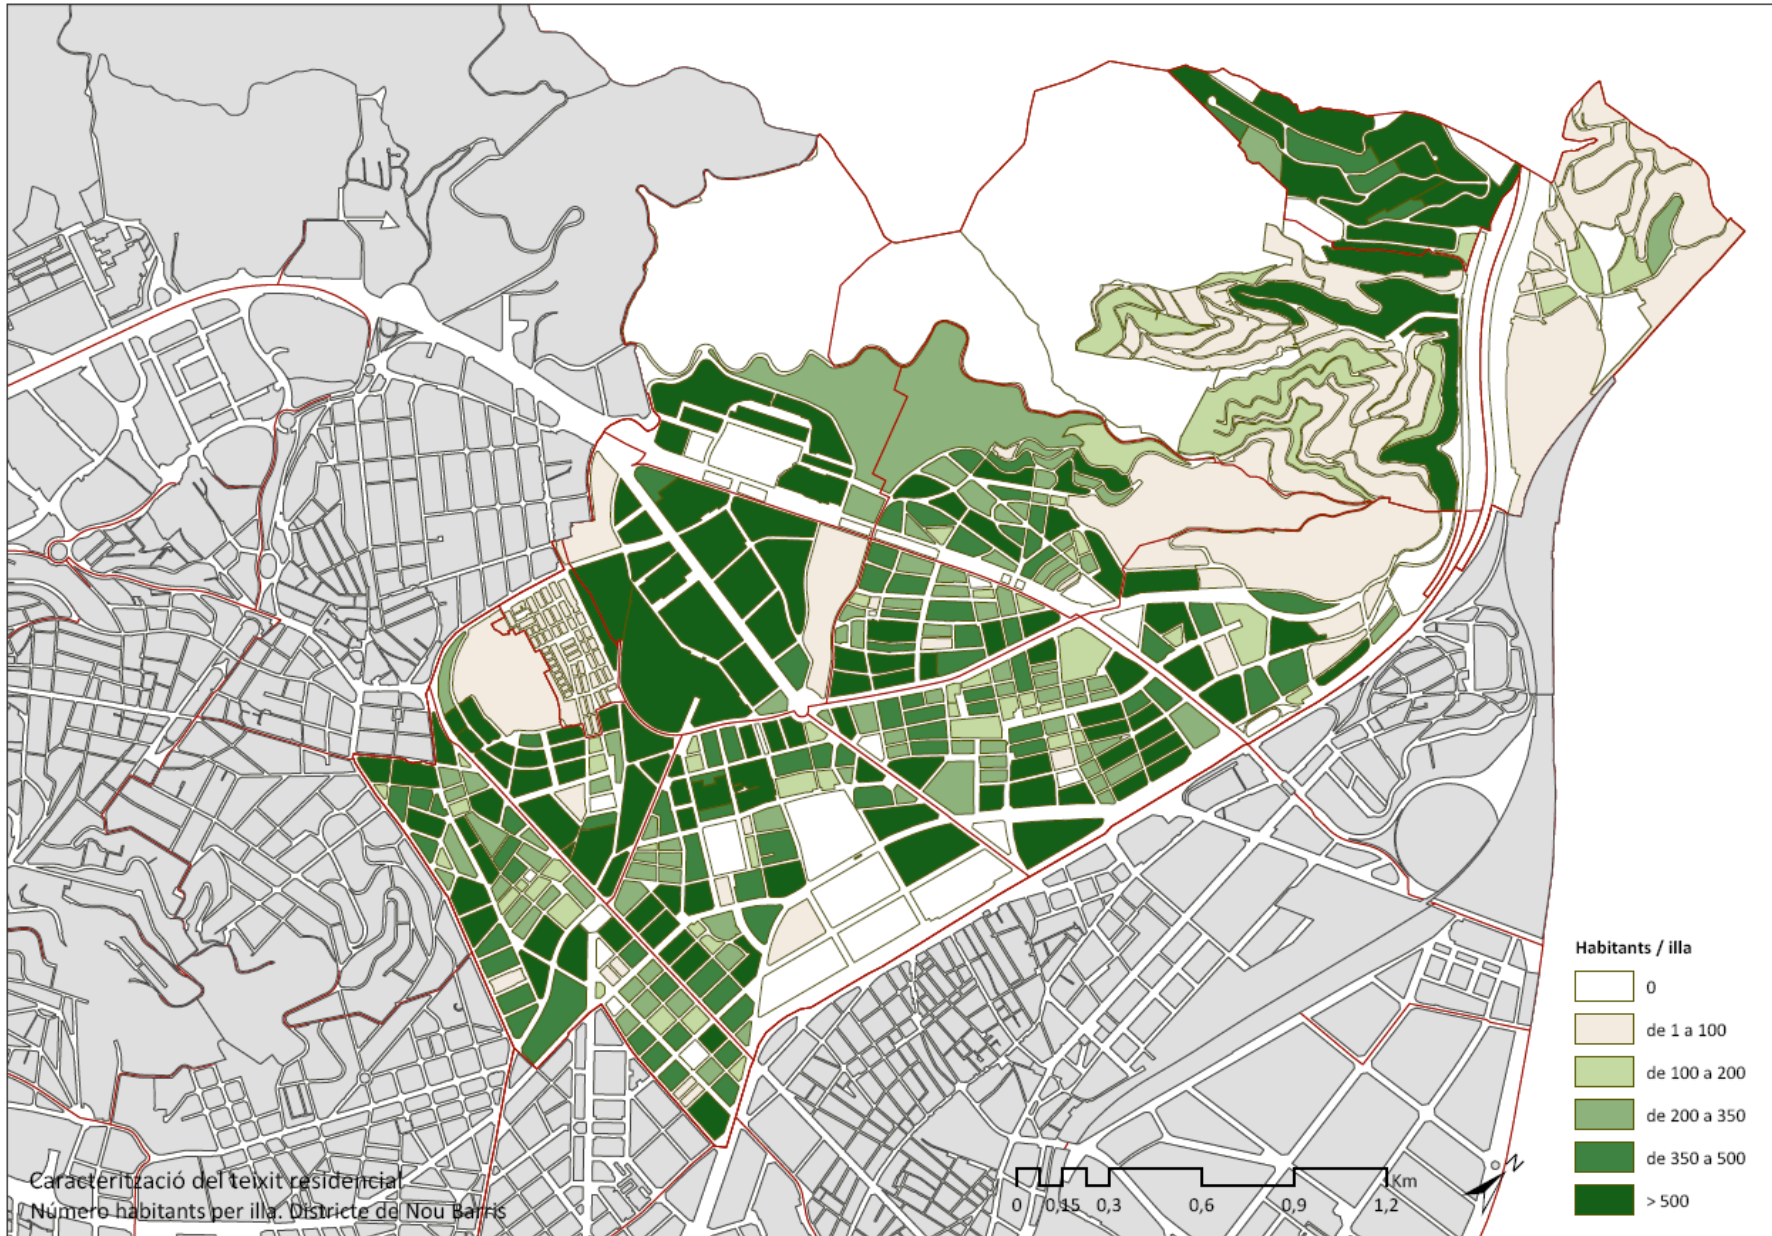 Habitants / illa
0
de 1 a 100
de 100 a 200
de 200 a 350
de 350 a 500
> 500
N
Km
0 0,15 0,3 0,6 0,9 1,2
Caracterització del teixit residencial
Número habitants per illa. Districte de Nou Barris